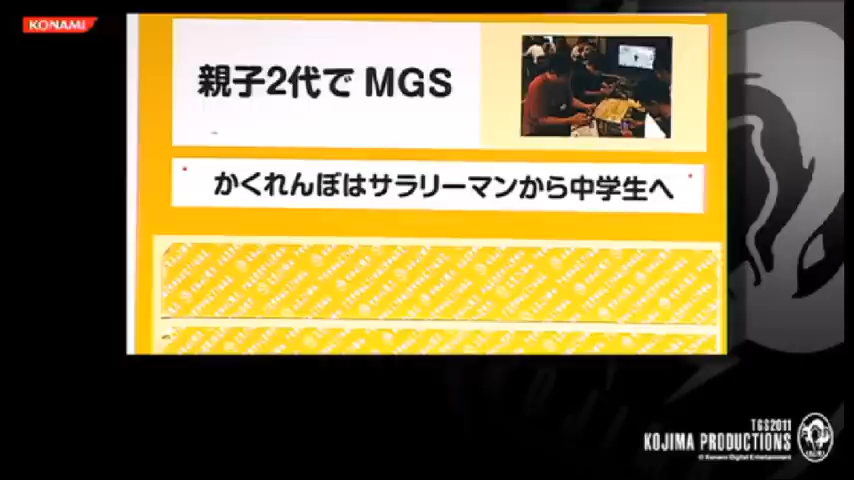 KONAMI
親子2代で MGS
かくれんぼはサラリーマンから中学生へ
TGS2011
KOJIMA PRODUCTIONS
© Konami Digital Entertainment